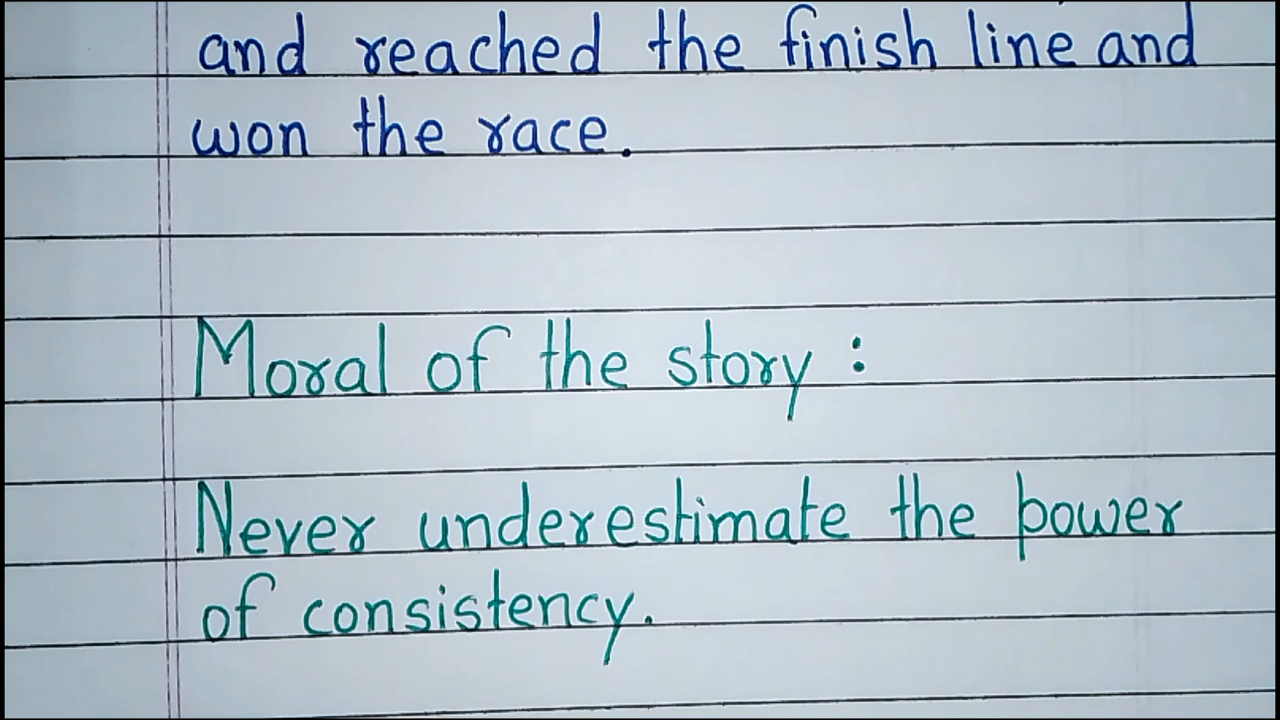 and reached the finish line and
won the race.
Moral of the story :
Never underestimate the power
of consistency.